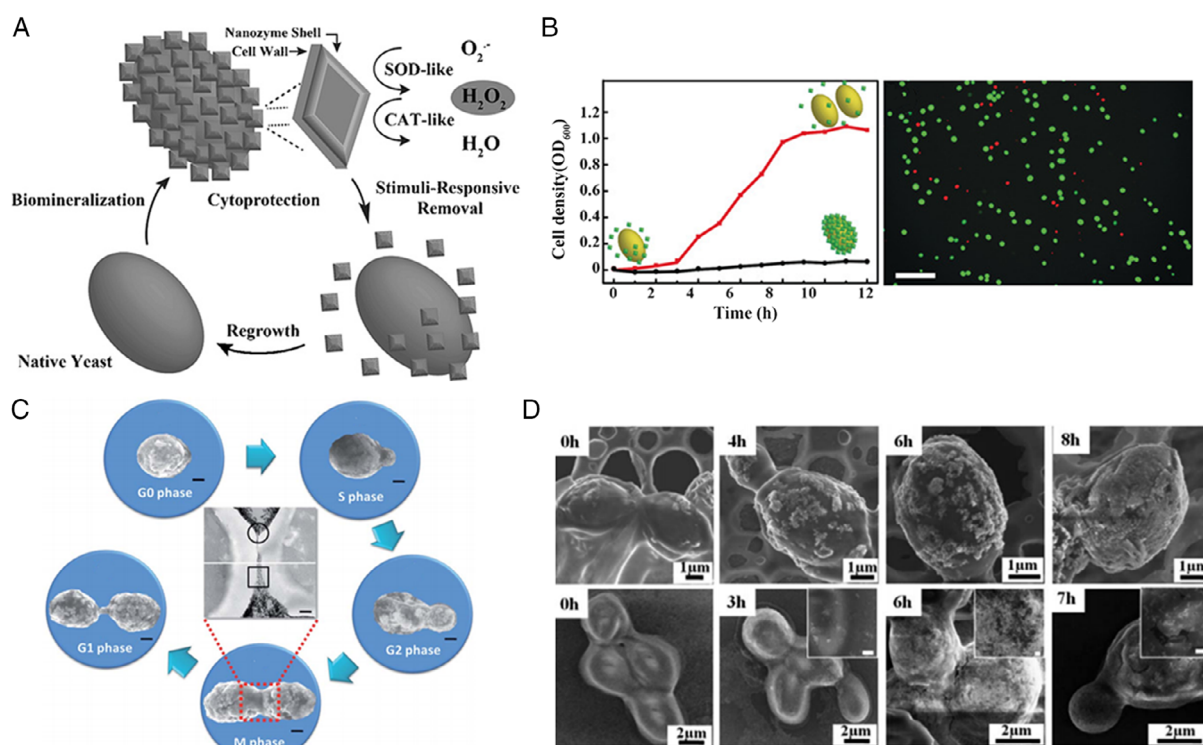 A
Nanozyme Shell
Cell Wall
O₂·⁻
SOD-like
H₂O₂
CAT-like
H₂O
Biomineralization
Cytoprotection
Stimuli-Responsive
Removal
Regrowth
Native Yeast
B
Cell density(OD₆₀₀)
1.2
1.0
0.8
0.6
0.4
0.2
0
0 2 4 6 8 10 12
Time (h)
C
G0 phase
S phase
G1 phase
G2 phase
M phase
D
0h 4h 6h 8h
1μm 1μm 1μm 1μm
0h 3h 6h 7h
2μm 2μm 2μm 2μm